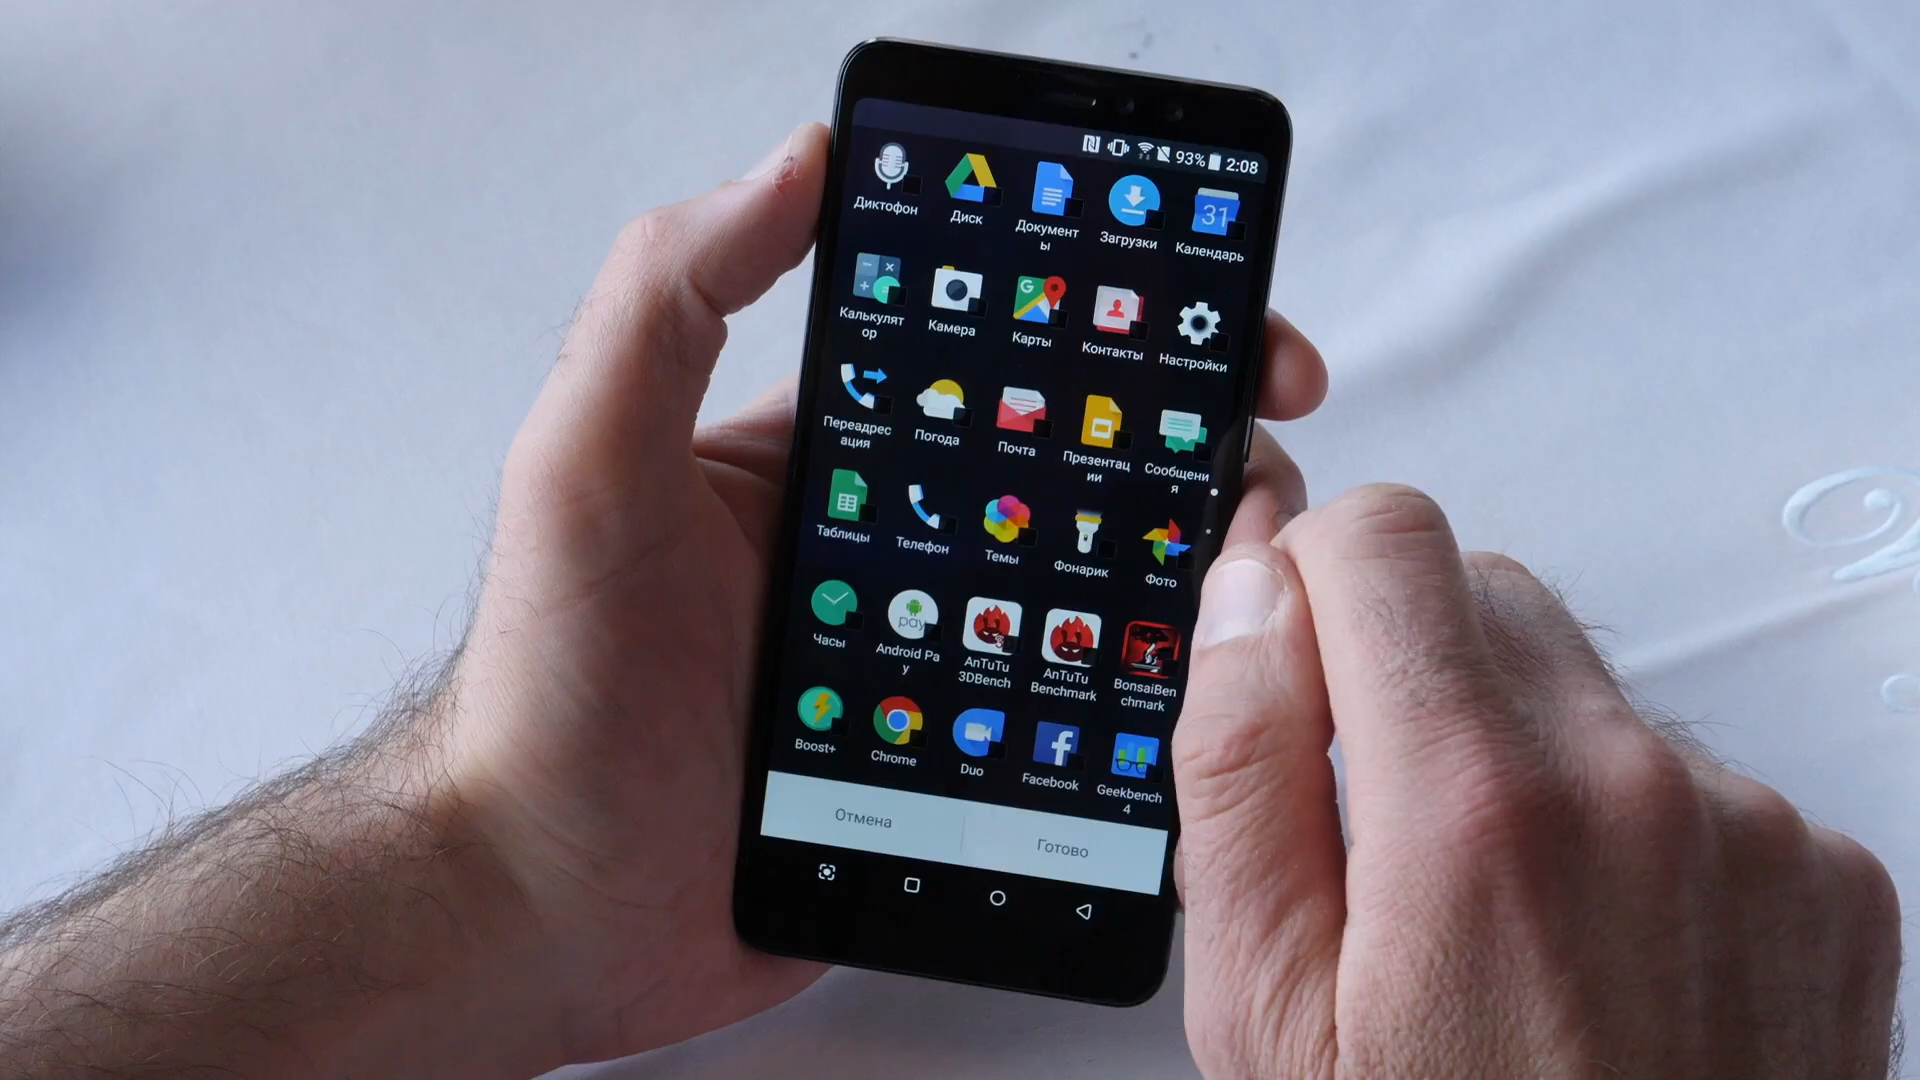 93% 2:08
Диктофон
Диск
Документ
ы
Загрузки
31
Календарь
Калькулят
ор
Камера
G
Карты
Контакты
Настройки
Переадрес
ация
Погода
Почта
Презентац
ии
Сообщени
я
Таблицы
Телефон
Темы
Фонарик
Фото
Часы
pay
Android Pa
y
3
AnTuTu
3DBench
AnTuTu
Benchmark
BonsaiBen
chmark
Boost+
Chrome
Duo
f
Facebook
Geekbench
4
Отмена
Готово